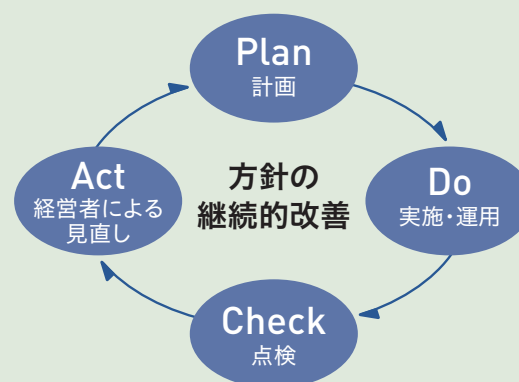 Plan
計画
Do
実施・運用
Check
点検
Act
経営者による
見直し
方針の
継続的改善